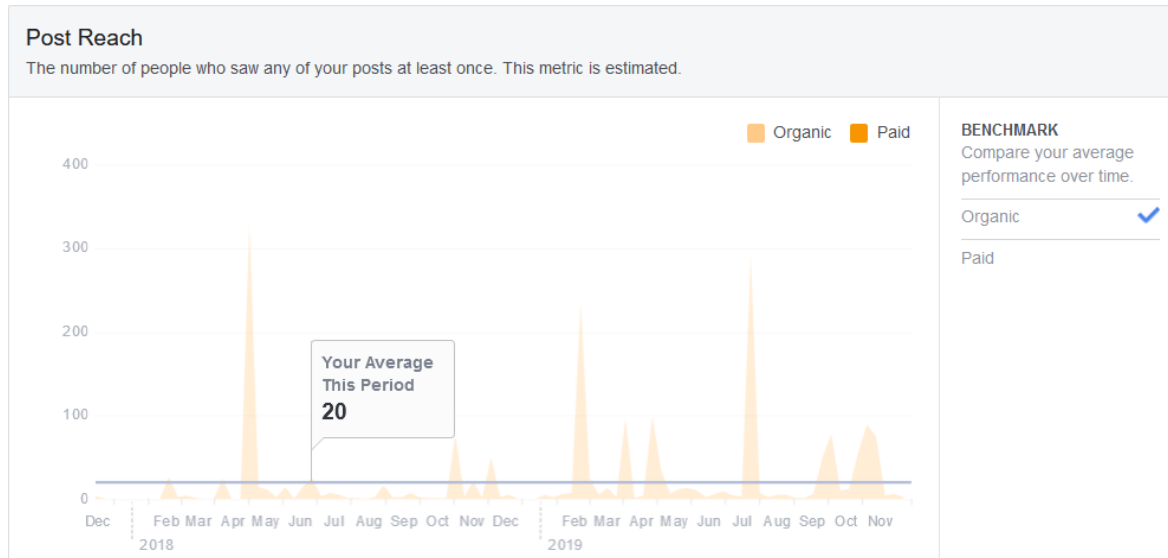 Post Reach
The number of people who saw any of your posts at least once. This metric is estimated.
Organic Paid
BENCHMARK
Compare your average
performance over time.
Organic
Paid
400
300
200
100
0
Your Average
This Period
20
Dec Feb Mar Apr May Jun Jul Aug Sep Oct Nov Dec Feb Mar Apr May Jun Jul Aug Sep Oct Nov
2018 2019